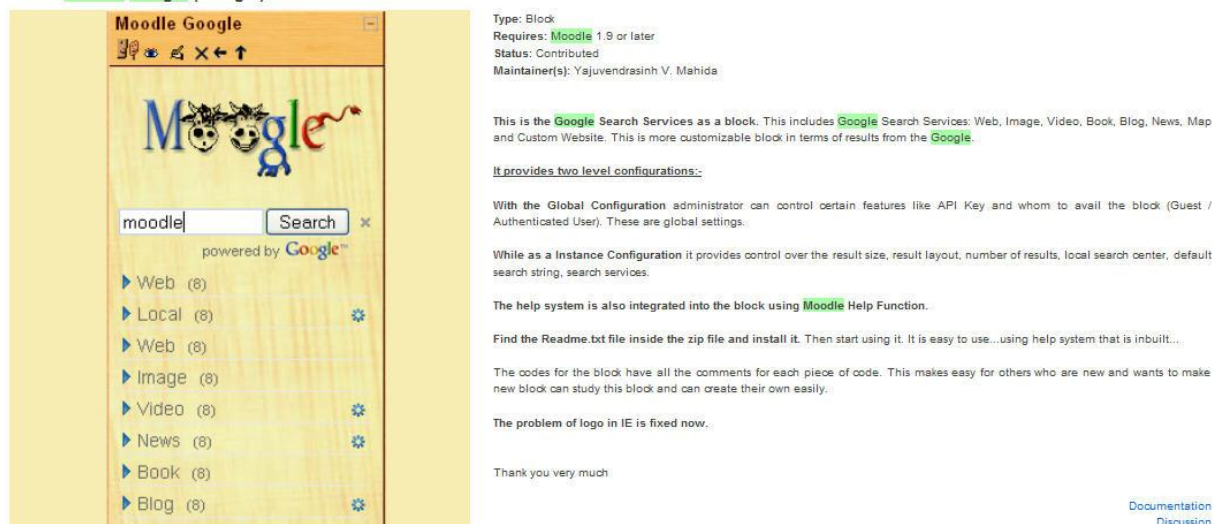 Moodle Google
Moogle
moodle
Search
powered by Google™
Web (8)
Local (8)
Web (8)
Image (8)
Video (8)
News (8)
Book (8)
Blog (8)
Type: Block
Requires: Moodle 1.9 or later
Status: Contributed
Maintainer(s): Yajuvendrasinh V. Mahida
This is the Google Search Services as a block. This includes Google Search Services: Web, Image, Video, Book, Blog, News, Map
and Custom Website. This is more customizable block in terms of results from the Google.
It provides two level configurations:-
With the Global Configuration administrator can control certain features like API Key and whom to avail the block (Guest /
Authenticated User). These are global settings.
While as a Instance Configuration it provides control over the result size, result layout, number of results, local search center, default
search string, search services.
The help system is also integrated into the block using Moodle Help Function.
Find the Readme.txt file inside the zip file and install it. Then start using it. It is easy to use...using help system that is inbuilt...
The codes for the block have all the comments for each piece of code. This makes easy for others who are new and wants to make
new block can study this block and can create their own easily.
The problem of logo in IE is fixed now.
Thank you very much
Documentation
Discussion